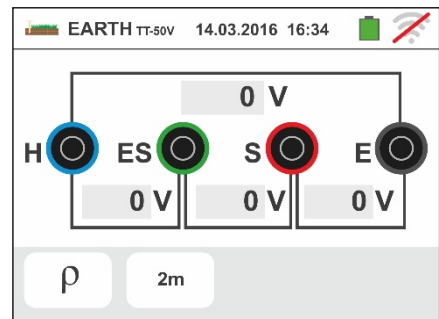 EARTH TT-50V 14.03.2016 16:34
0 V
H ES S E
0 V 0 V 0 V
ρ 2m